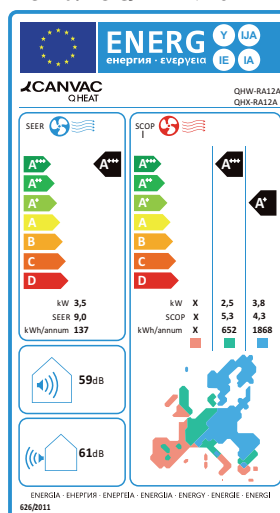 ENERG Y IJA
енергия · ενεργεια IE IA
CANVAC
Q HEAT
QHW-RA12A
QHX-RA12A
SEER
SCOP
A+++
A++
A+
A
B
C
D
A+++
A+++
A++
A+
A
B
C
D
A+++
A+
kW 3,5
SEER 9,0
kWh/annum 137
kW X 2,5 3,8
SCOP X 5,3 4,3
kWh/annum X 652 1868
59dB
61dB
ENERGIA · ЕНЕРГИЯ · ΕΝΕΡΓΕΙΑ · ENERGIJA · ENERGY · ENERGIE · ENERGI
626/2011